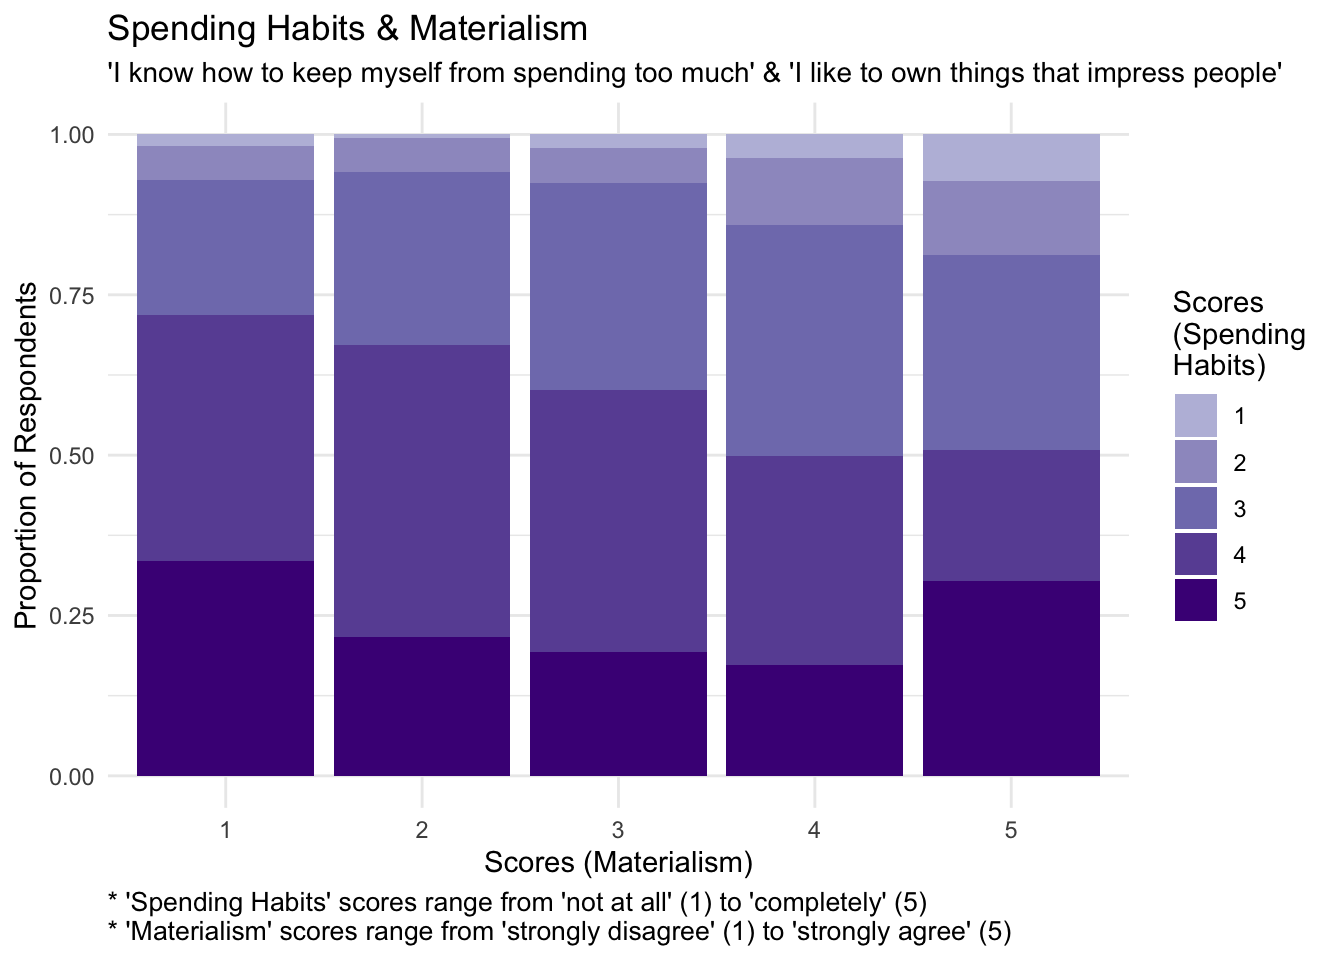 Spending Habits & Materialism
'I know how to keep myself from spending too much' & 'I like to own things that impress people'
1.00
0.75
0.50
0.25
0.00
Proportion of Respondents
1 2 3 4 5
Scores (Materialism)
Scores
(Spending
Habits)
1
2
3
4
5
* 'Spending Habits' scores range from 'not at all' (1) to 'completely' (5)
* 'Materialism' scores range from 'strongly disagree' (1) to 'strongly agree' (5)